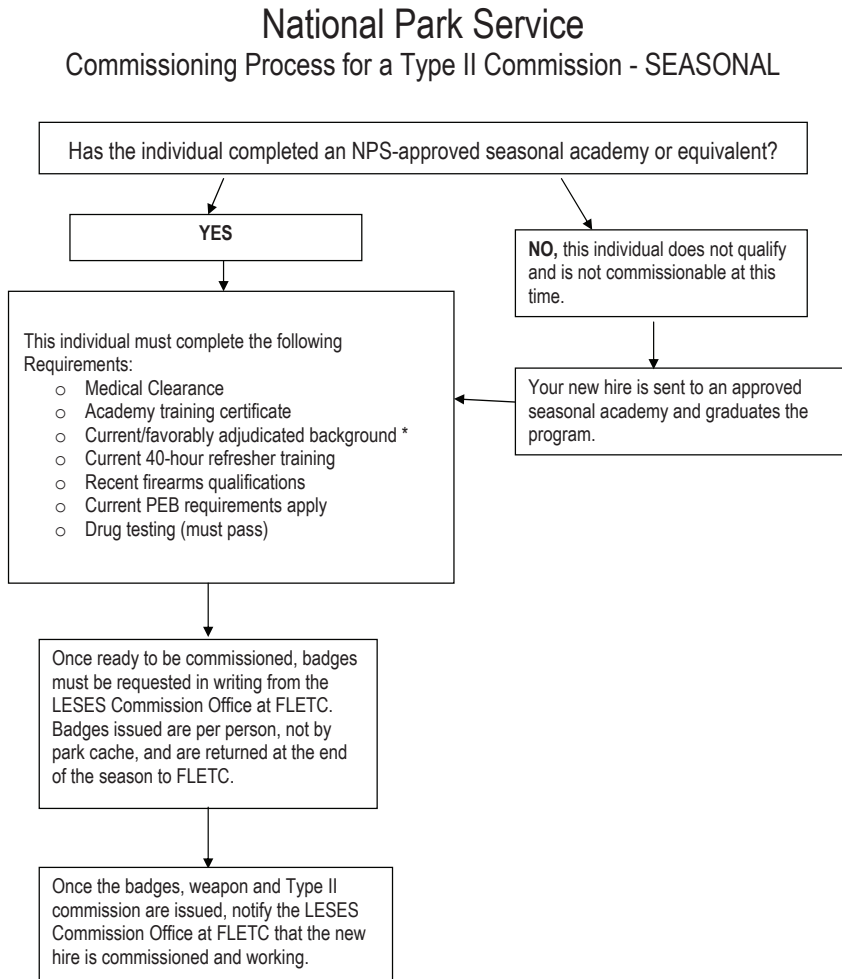 National Park Service
Commissioning Process for a Type II Commission - SEASONAL
Has the individual completed an NPS-approved seasonal academy or equivalent?
YES
NO, this individual does not qualify
and is not commissionable at this
time.
Your new hire is sent to an approved
seasonal academy and graduates the
program.
This individual must complete the following
Requirements:
o Medical Clearance
o Academy training certificate
o Current/favorably adjudicated background *
o Current 40-hour refresher training
o Recent firearms qualifications
o Current PEB requirements apply
o Drug testing (must pass)
Once ready to be commissioned, badges
must be requested in writing from the
LESES Commission Office at FLETC.
Badges issued are per person, not by
park cache, and are returned at the end
of the season to FLETC.
Once the badges, weapon and Type II
commission are issued, notify the LESES
Commission Office at FLETC that the new
hire is commissioned and working.